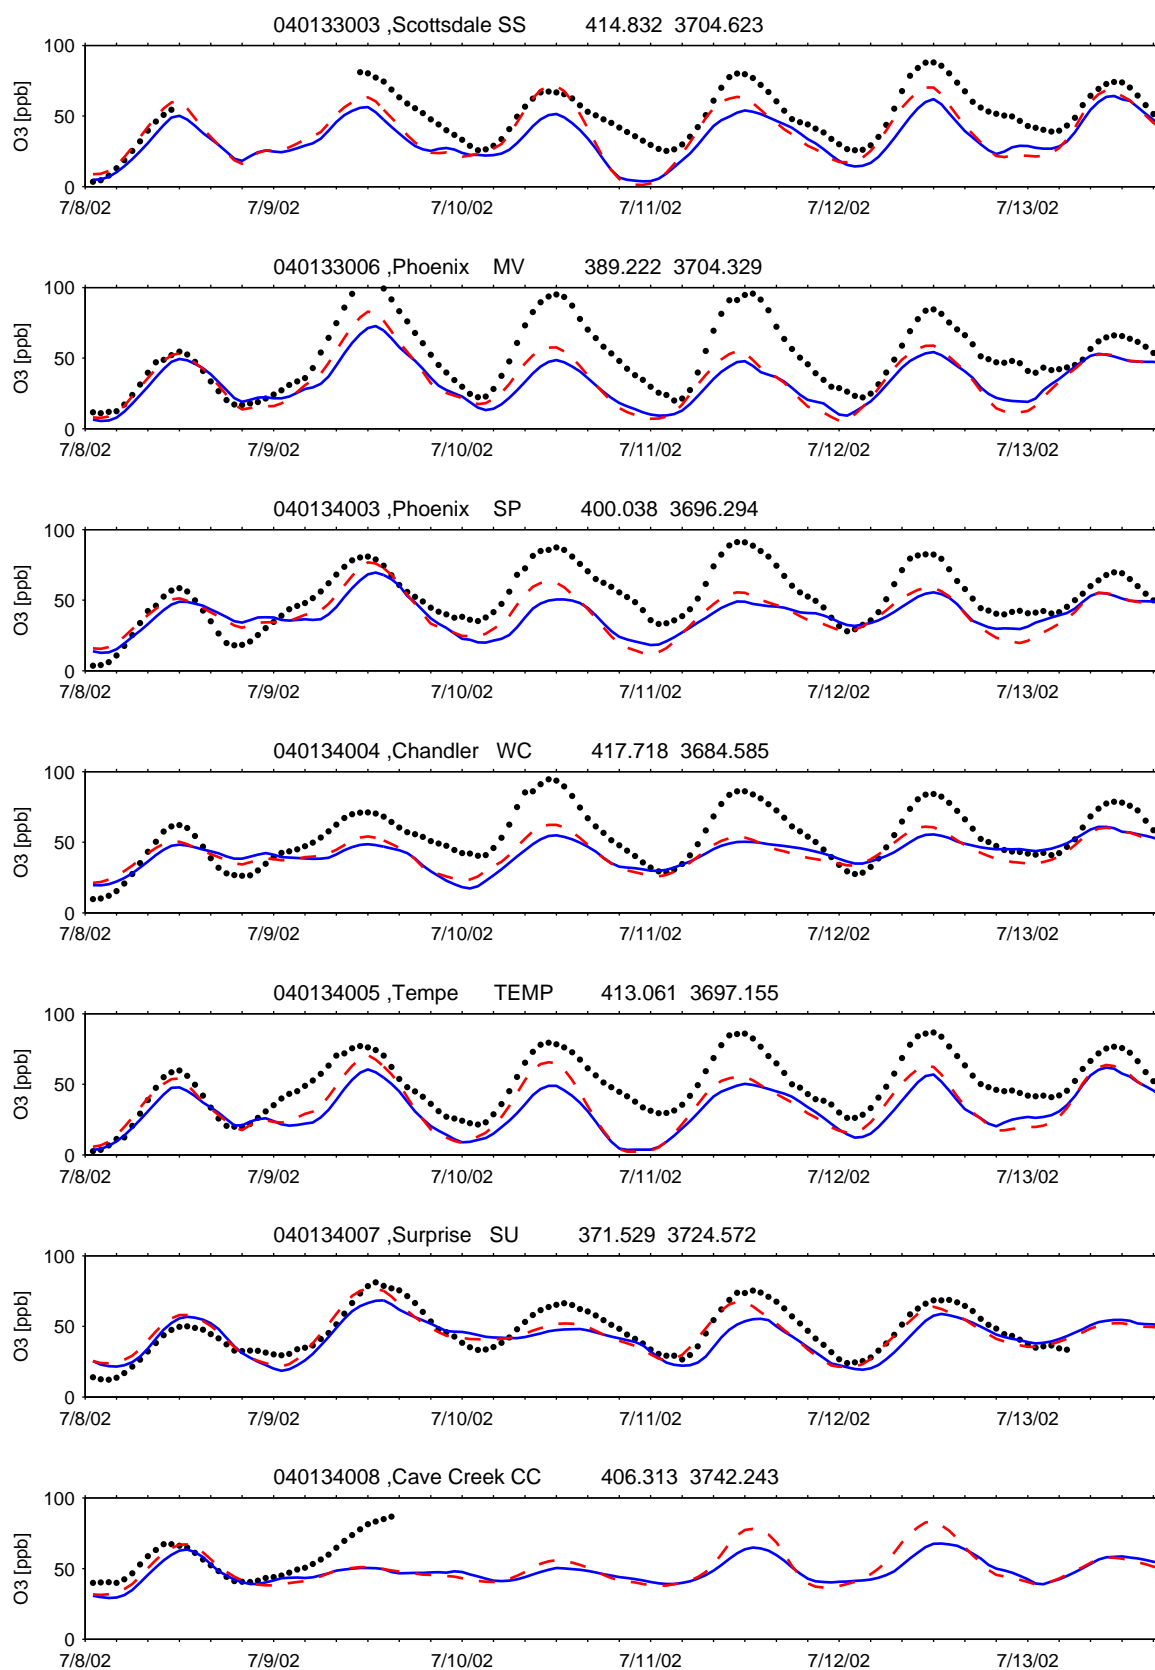 040133003 ,Scottsdale SS 414.832 3704.623
100
50
0
O3 [ppb]
7/8/02 7/9/02 7/10/02 7/11/02 7/12/02 7/13/02
040133006 ,Phoenix MV 389.222 3704.329
100
50
0
O3 [ppb]
7/8/02 7/9/02 7/10/02 7/11/02 7/12/02 7/13/02
040134003 ,Phoenix SP 400.038 3696.294
100
50
0
O3 [ppb]
7/8/02 7/9/02 7/10/02 7/11/02 7/12/02 7/13/02
040134004 ,Chandler WC 417.718 3684.585
100
50
0
O3 [ppb]
7/8/02 7/9/02 7/10/02 7/11/02 7/12/02 7/13/02
040134005 ,Tempe TEMP 413.061 3697.155
100
50
0
O3 [ppb]
7/8/02 7/9/02 7/10/02 7/11/02 7/12/02 7/13/02
040134007 ,Surprise SU 371.529 3724.572
100
50
0
O3 [ppb]
7/8/02 7/9/02 7/10/02 7/11/02 7/12/02 7/13/02
040134008 ,Cave Creek CC 406.313 3742.243
100
50
0
O3 [ppb]
7/8/02 7/9/02 7/10/02 7/11/02 7/12/02 7/13/02